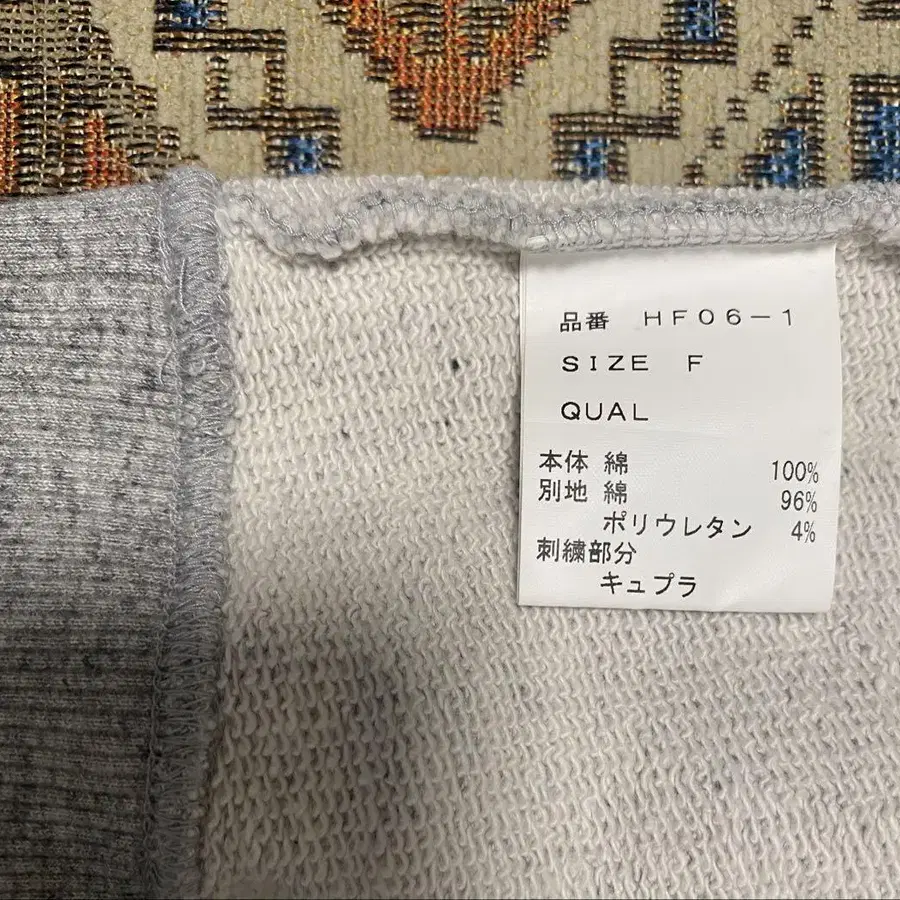 品番 HF06-1
SIZE F
QUAL
本体 綿 100%
別地 綿 96%
ポリウレタン 4%
刺繍部分
キュプラ